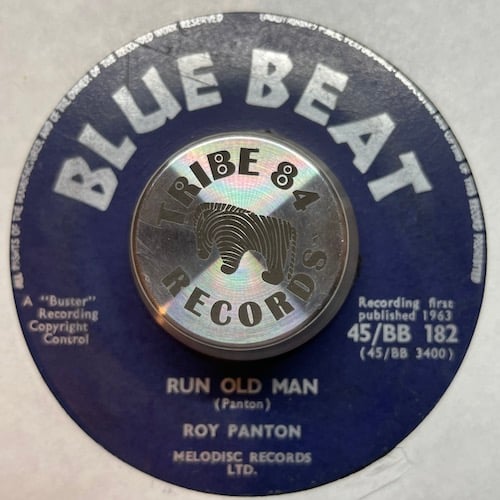 BLUE BEAT
TRIBE 84
RECORDS
A "Buster"
Recording
Copyright
Control
Recording first
published 1963
45/BB 182
(45/BB 3400)
RUN OLD MAN
(Panton)
ROY PANTON
MELODISC RECORDS
LTD.